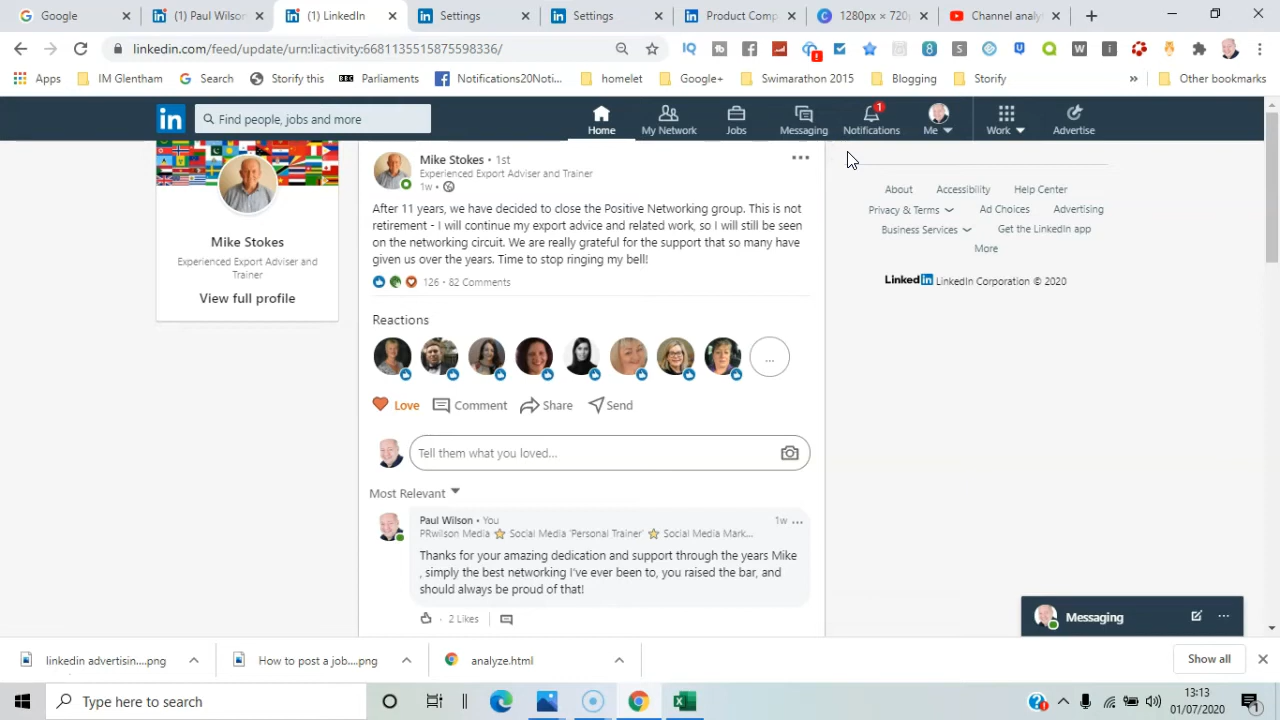 Google
(1) Paul Wilson
(1) LinkedIn
Settings
Settings
Product Comp
1280px × 720p
Channel analy
linkedin.com/feed/update/urn:li:activity:6681135515875598336/
Apps
IM Glentham
Search
Storify this
BBC Parliaments
Notifications20Noti...
homelet
Google+
Swimarathon 2015
Blogging
Storify
»
Other bookmarks
in
Find people, jobs and more
Home
My Network
Jobs
Messaging
1
Notifications
Me
Work
Advertise
Mike Stokes
Experienced Export Adviser and
Trainer
View full profile
Mike Stokes • 1st
Experienced Export Adviser and Trainer
1w •
After 11 years, we have decided to close the Positive Networking group. This is not
retirement - I will continue my export advice and related work, so I will still be seen
on the networking circuit. We are really grateful for the support that so many have
given us over the years. Time to stop ringing my bell!
126 · 82 Comments
Reactions
...
Love
Comment
Share
Send
Tell them what you loved...
Most Relevant
Paul Wilson • You
1w
PRwilson Media ⭐ Social Media 'Personal Trainer' ⭐ Social Media Mark...
Thanks for your amazing dedication and support through the years Mike
, simply the best networking I've ever been to, you raised the bar, and
should always be proud of that!
· 2 Likes
About
Accessibility
Help Center
Privacy & Terms
Ad Choices
Advertising
Business Services
Get the LinkedIn app
More
LinkedIn LinkedIn Corporation © 2020
Messaging
linkedin advertisin....png
How to post a job....png
analyze.html
Show all
Type here to search
13:13
01/07/2020